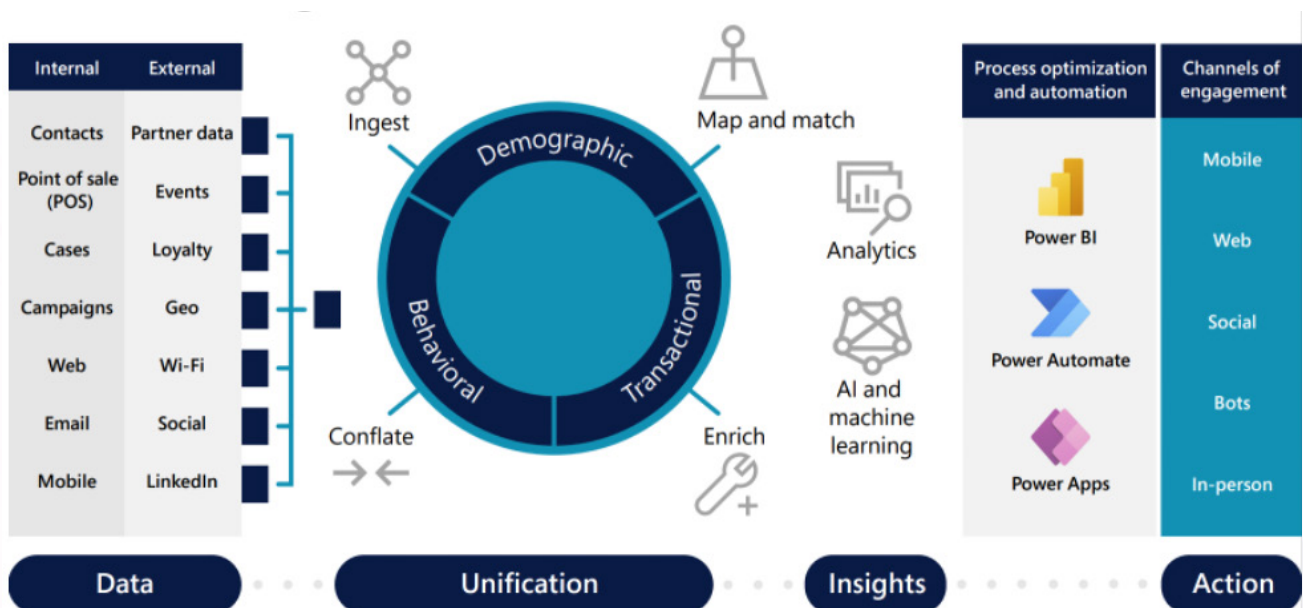 Internal
External
Contacts
Partner data
Point of sale
(POS)
Events
Cases
Loyalty
Campaigns
Geo
Web
Wi-Fi
Email
Social
Mobile
LinkedIn
Ingest
Map and match
Demographic
Behavioral
Transactional
Conflate
Enrich
Analytics
AI and
machine
learning
Process optimization
and automation
Power BI
Power Automate
Power Apps
Channels of
engagement
Mobile
Web
Social
Bots
In-person
Data
Unification
Insights
Action